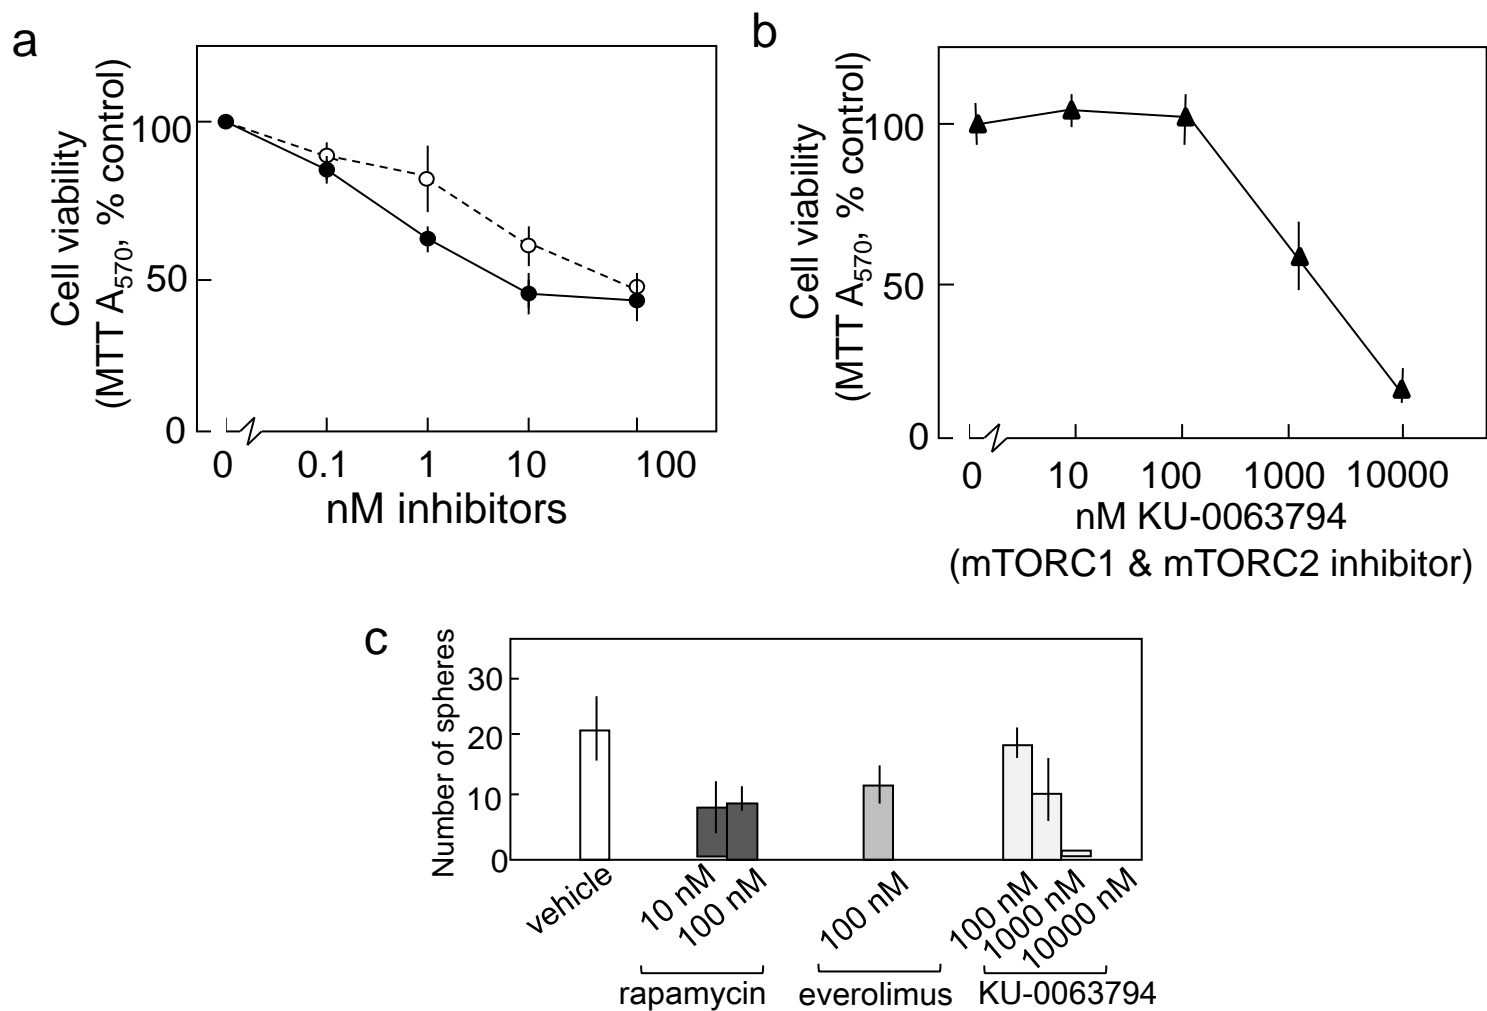 a
Cell viability
(MTT A570, % control)
100
50
0
0 0.1 1 10 100
nM inhibitors
b
Cell viability
(MTT A570, % control)
100
50
0
0 10 100 1000 10000
nM KU-0063794
(mTORC1 & mTORC2 inhibitor)
c
Number of spheres
30
20
10
0
vehicle
10 nM
100 nM
100 nM
100 nM
1000 nM
10000 nM
rapamycin everolimus KU-0063794